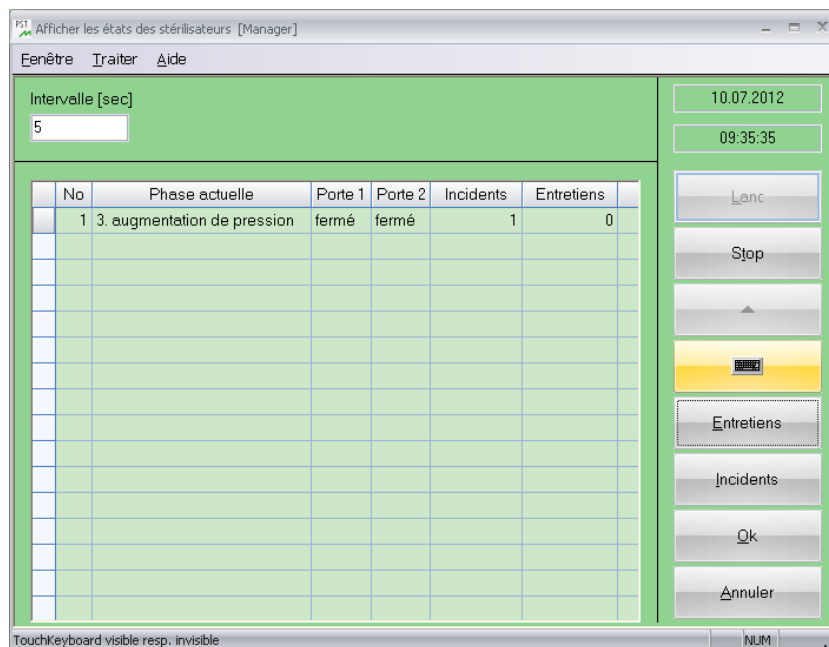 PST Afficher les états des stérilisateurs [Manager]
Fenêtre Traiter Aide
Intervalle [sec]
5
10.07.2012
09:35:35
No Phase actuelle Porte 1 Porte 2 Incidents Entretiens
1 3. augmentation de pression fermé fermé 1 0
Lanc
Stop
Entretiens
Incidents
Ok
Annuler
TouchKeyboard visible resp. invisible NUM